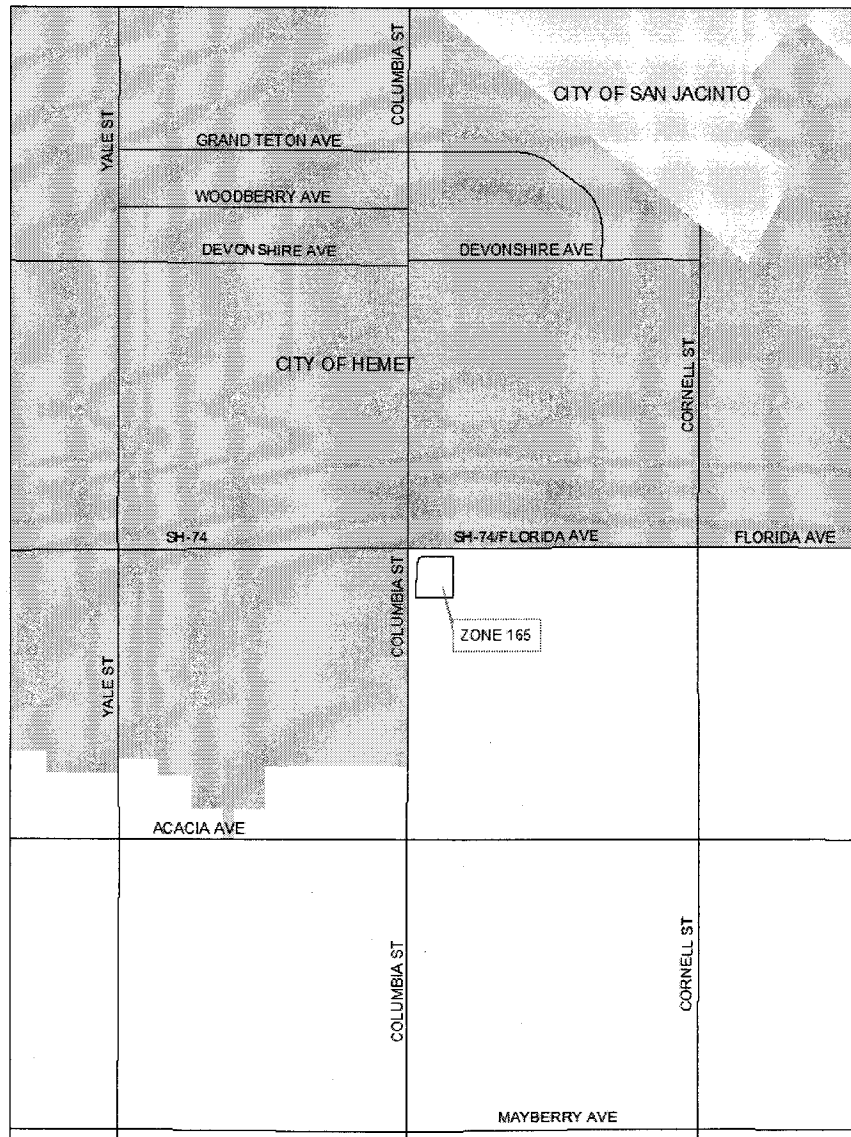 COLUMBIA ST
CITY OF SAN JACINTO
YALE ST
GRAND TETON AVE
WOODBERRY AVE
DEVONSHIRE AVE
DEVONSHIRE AVE
CITY OF HEMET
CORNELL ST
SH-74
SH-74/FLORIDA AVE
FLORIDA AVE
COLUMBIA ST
ZONE 165
YALE ST
ACACIA AVE
COLUMBIA ST
CORNELL ST
MAYBERRY AVE